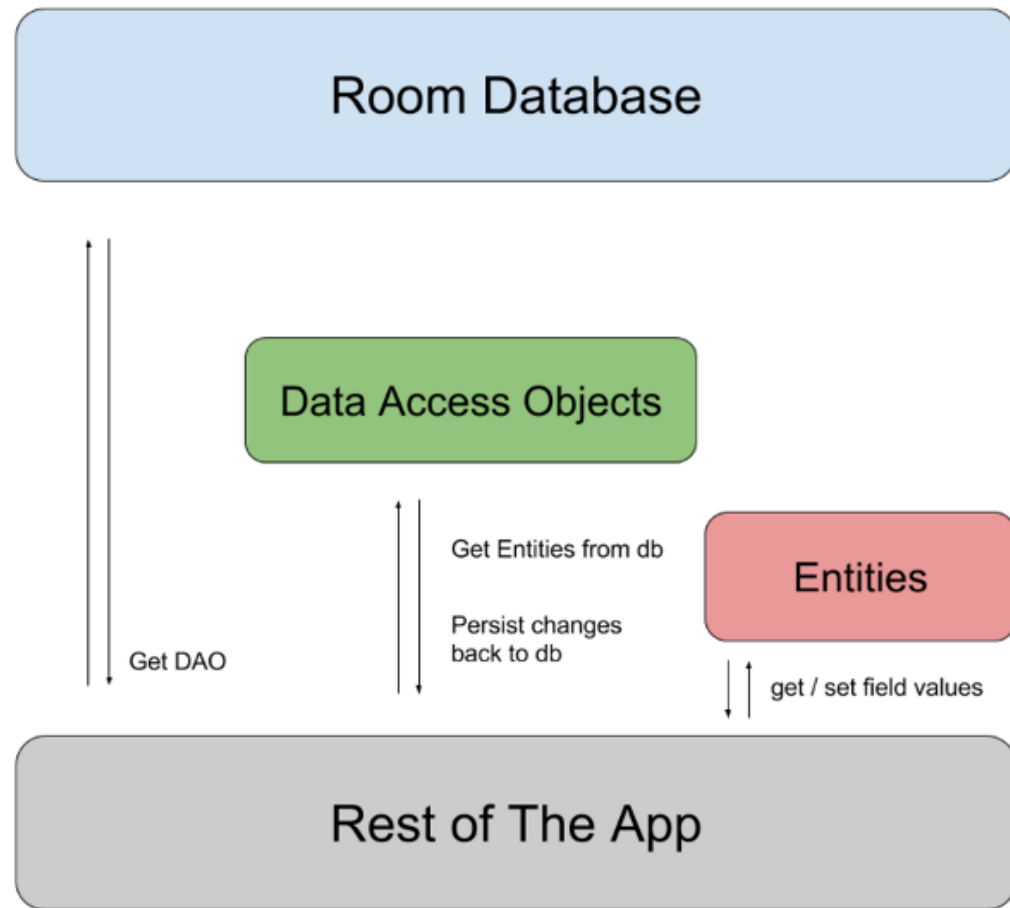 Room Database
Data Access Objects
Get Entities from db
Entities
Persist changes
back to db
Get DAO
get / set field values
Rest of The App